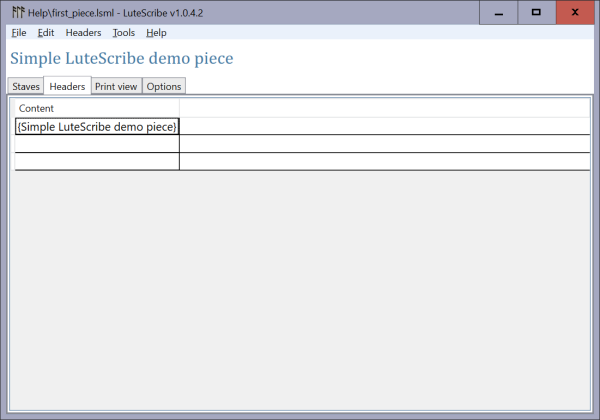 Help\first_piece.lsml - LuteScribe v1.0.4.2
File Edit Headers Tools Help
Simple LuteScribe demo piece
Staves Headers Print view Options
Content
{Simple LuteScribe demo piece}